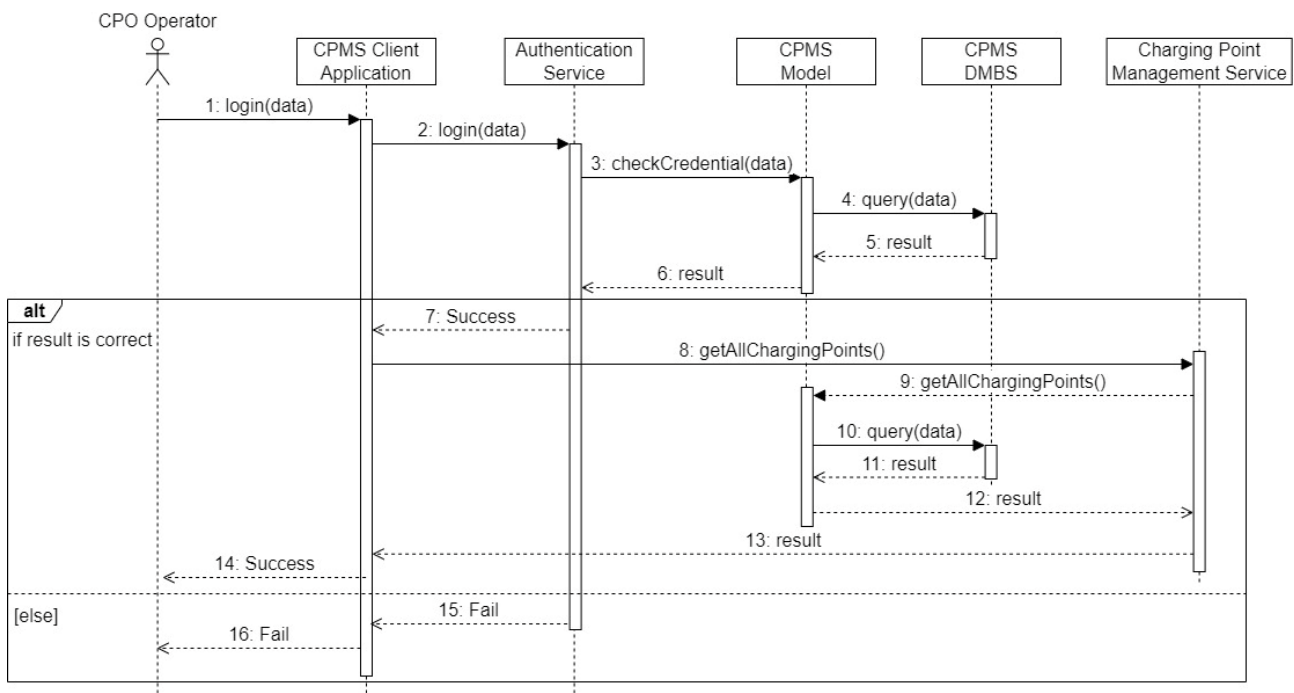 CPO Operator
CPMS Client
Application
Authentication
Service
CPMS
Model
CPMS
DMBS
Charging Point
Management Service
1: login(data)
2: login(data)
3: checkCredential(data)
4: query(data)
5: result
6: result
alt
if result is correct
7: Success
8: getAllChargingPoints()
9: getAllChargingPoints()
10: query(data)
11: result
12: result
13: result
14: Success
[else]
15: Fail
16: Fail